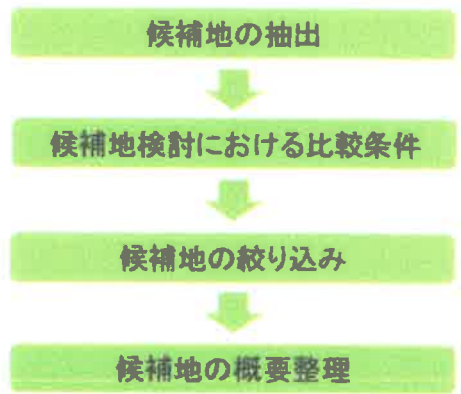 候補地の抽出
候補地検討における比較条件
候補地の絞り込み
候補地の概要整理